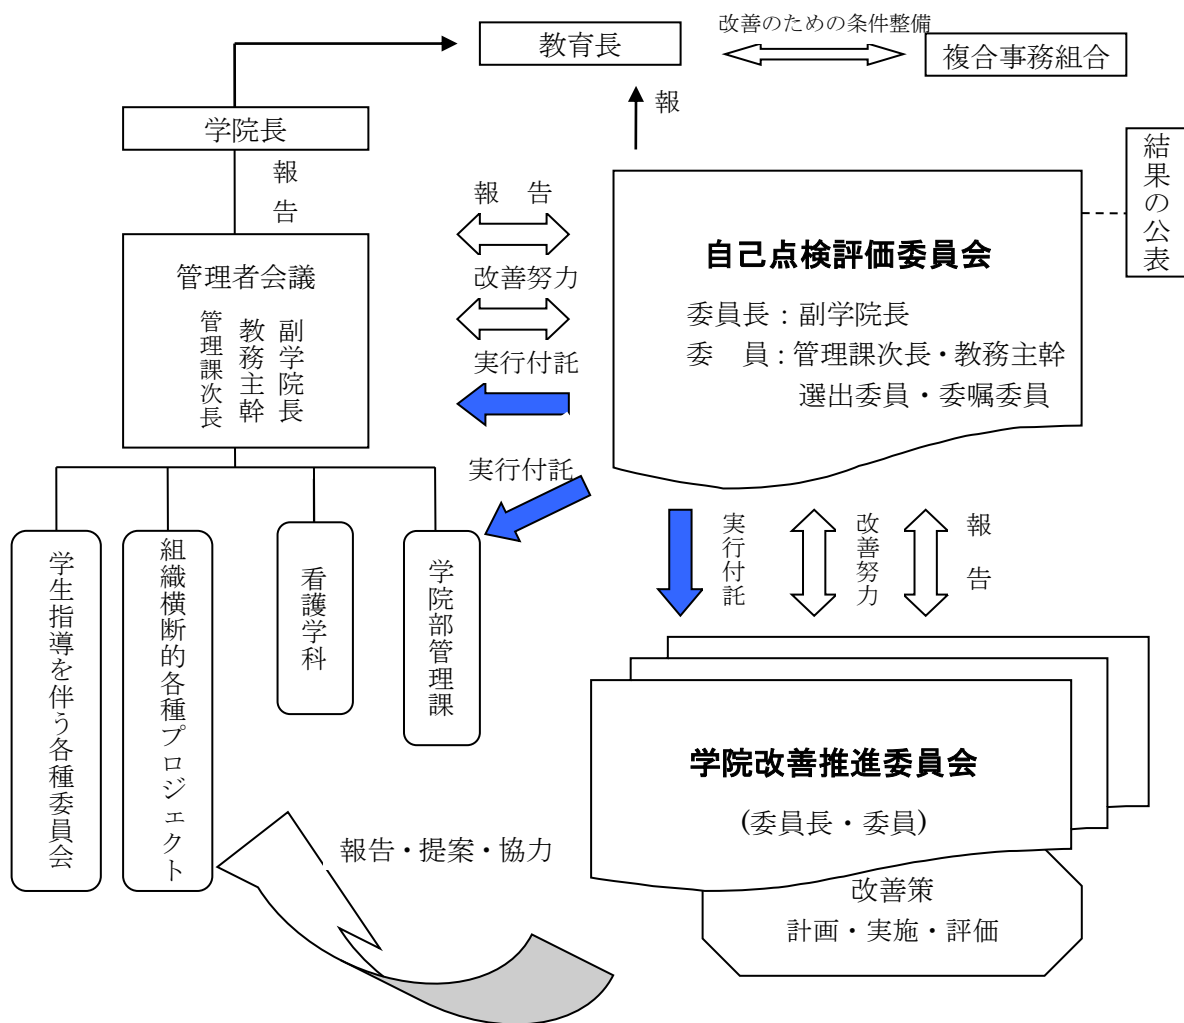 改善のための条件整備
教育長
複合事務組合
報
学院長
報告
結果の公表
報　告
自己点検評価委員会
管理者会議
改善努力
副学院長
教務主幹
管理課次長
委員長：副学院長
委　員：管理課次長・教務主幹
選出委員・委嘱委員
実行付託
実行付託
実行付託
改善努力
報告
学生指導を伴う各種委員会
組織横断的各種プロジェクト
看護学科
学院部管理課
学院改善推進委員会
(委員長・委員)
報告・提案・協力
改善策
計画・実施・評価